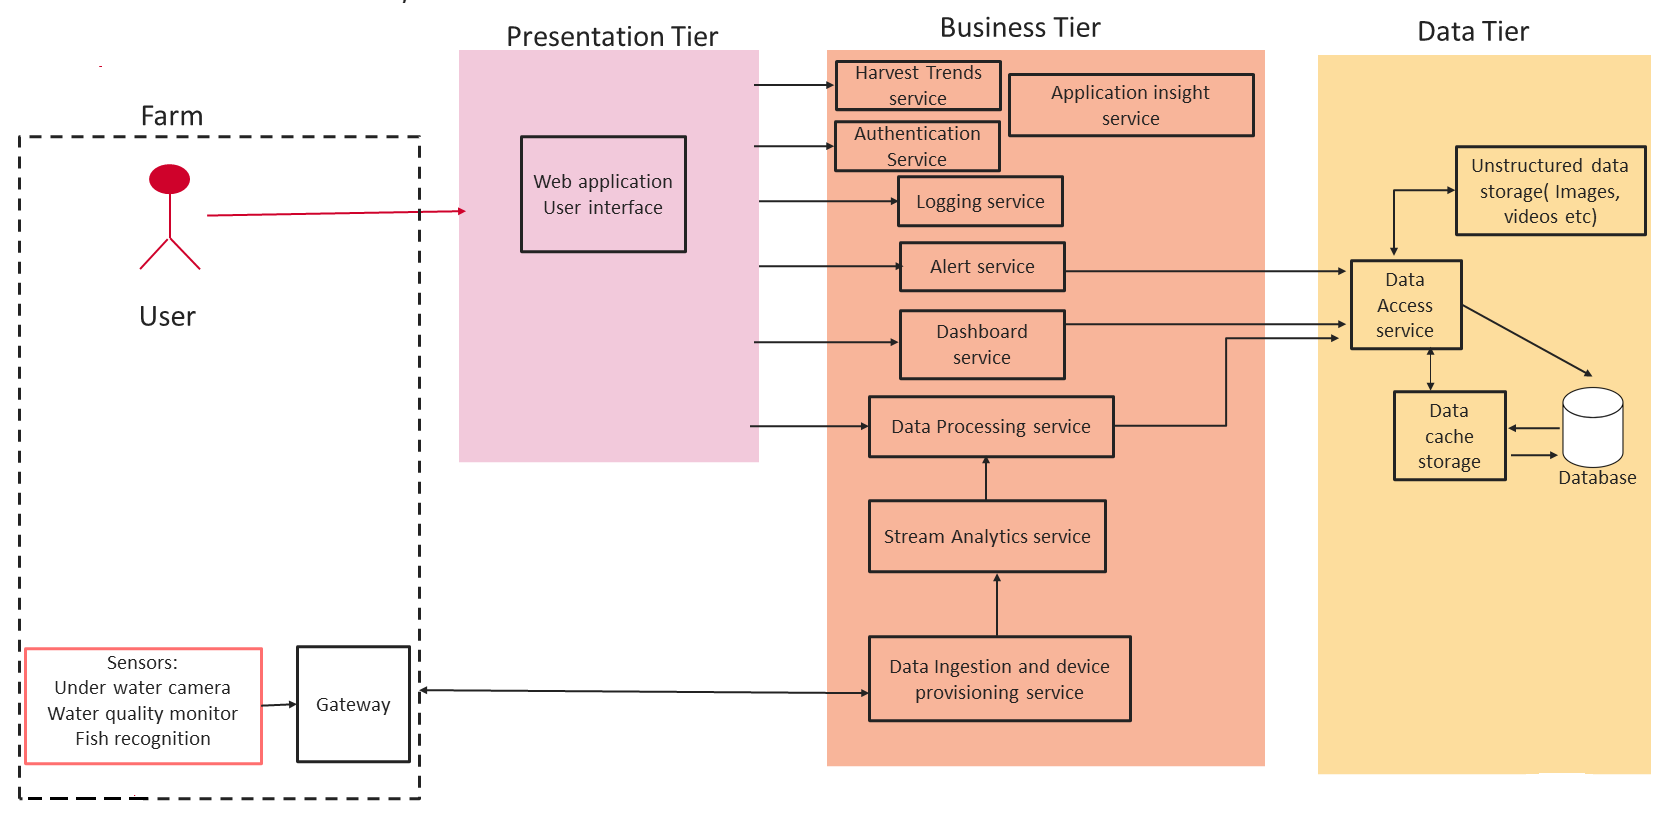 Presentation Tier
Business Tier
Data Tier
Farm
User
Sensors:
Under water camera
Water quality monitor
Fish recognition
Gateway
Web application
User interface
Harvest Trends
service
Application insight
service
Authentication
Service
Logging service
Alert service
Dashboard
service
Data Processing service
Stream Analytics service
Data Ingestion and device
provisioning service
Unstructured data
storage( Images,
videos etc)
Data
Access
service
Data
cache
storage
Database